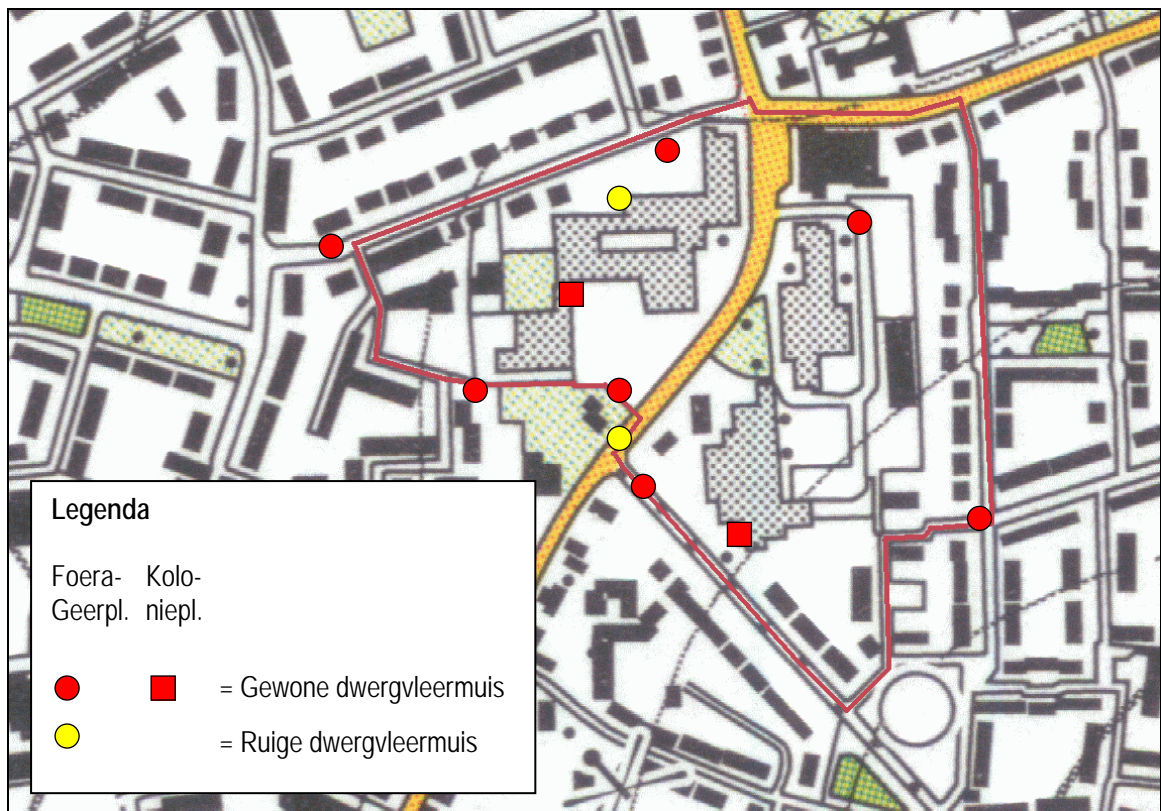 Legenda
Foera- Kolo-
Geerpl. niepl.
= Gewone dwergvleermuis
= Ruige dwergvleermuis